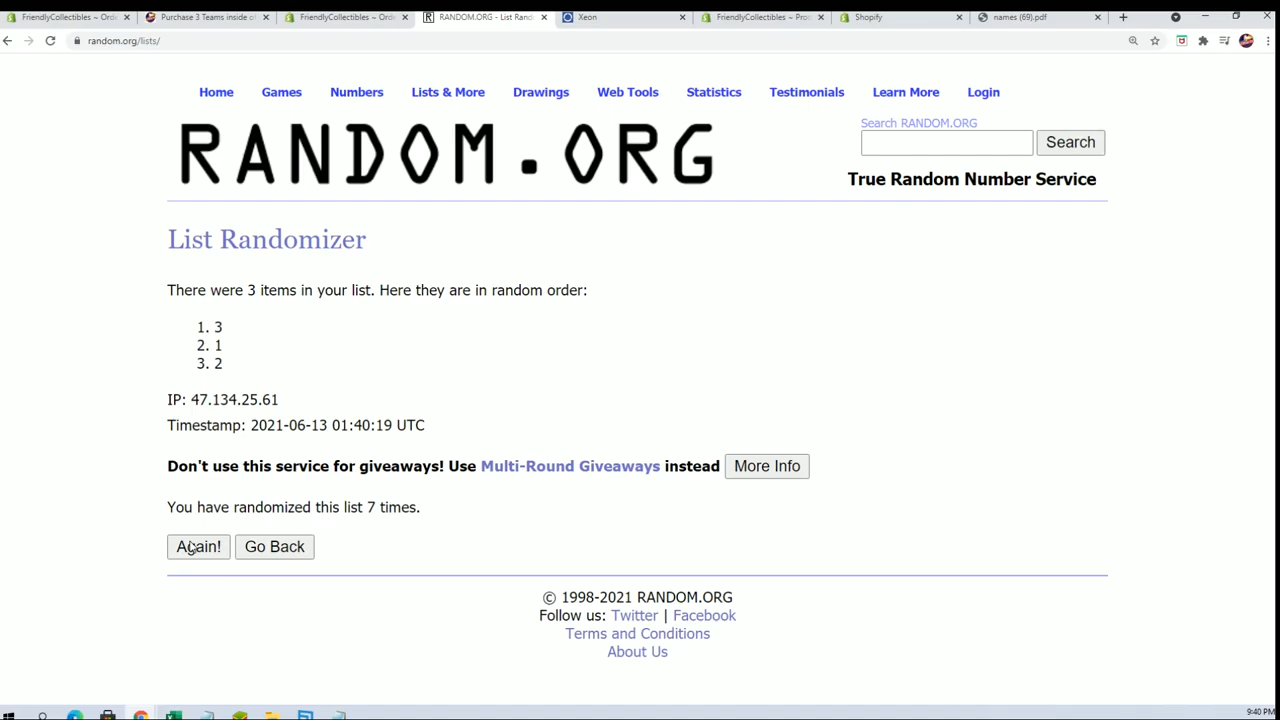 FriendlyCollectibles ~ Orde
Purchase 3 Teams inside of
FriendlyCollectibles ~ Orde
RANDOM.ORG - List Rand
Xeon
FriendlyCollectibles ~ Pro
Shopify
names (69).pdf
random.org/lists/
Home Games Numbers Lists & More Drawings Web Tools Statistics Testimonials Learn More Login
RANDOM.ORG
Search RANDOM.ORG
Search
True Random Number Service
List Randomizer
There were 3 items in your list. Here they are in random order:
1. 3
2. 1
3. 2
IP: 47.134.25.61
Timestamp: 2021-06-13 01:40:19 UTC
Don't use this service for giveaways! Use Multi-Round Giveaways instead More Info
You have randomized this list 7 times.
Again! Go Back
© 1998-2021 RANDOM.ORG
Follow us: Twitter | Facebook
Terms and Conditions
About Us
9:40 PM